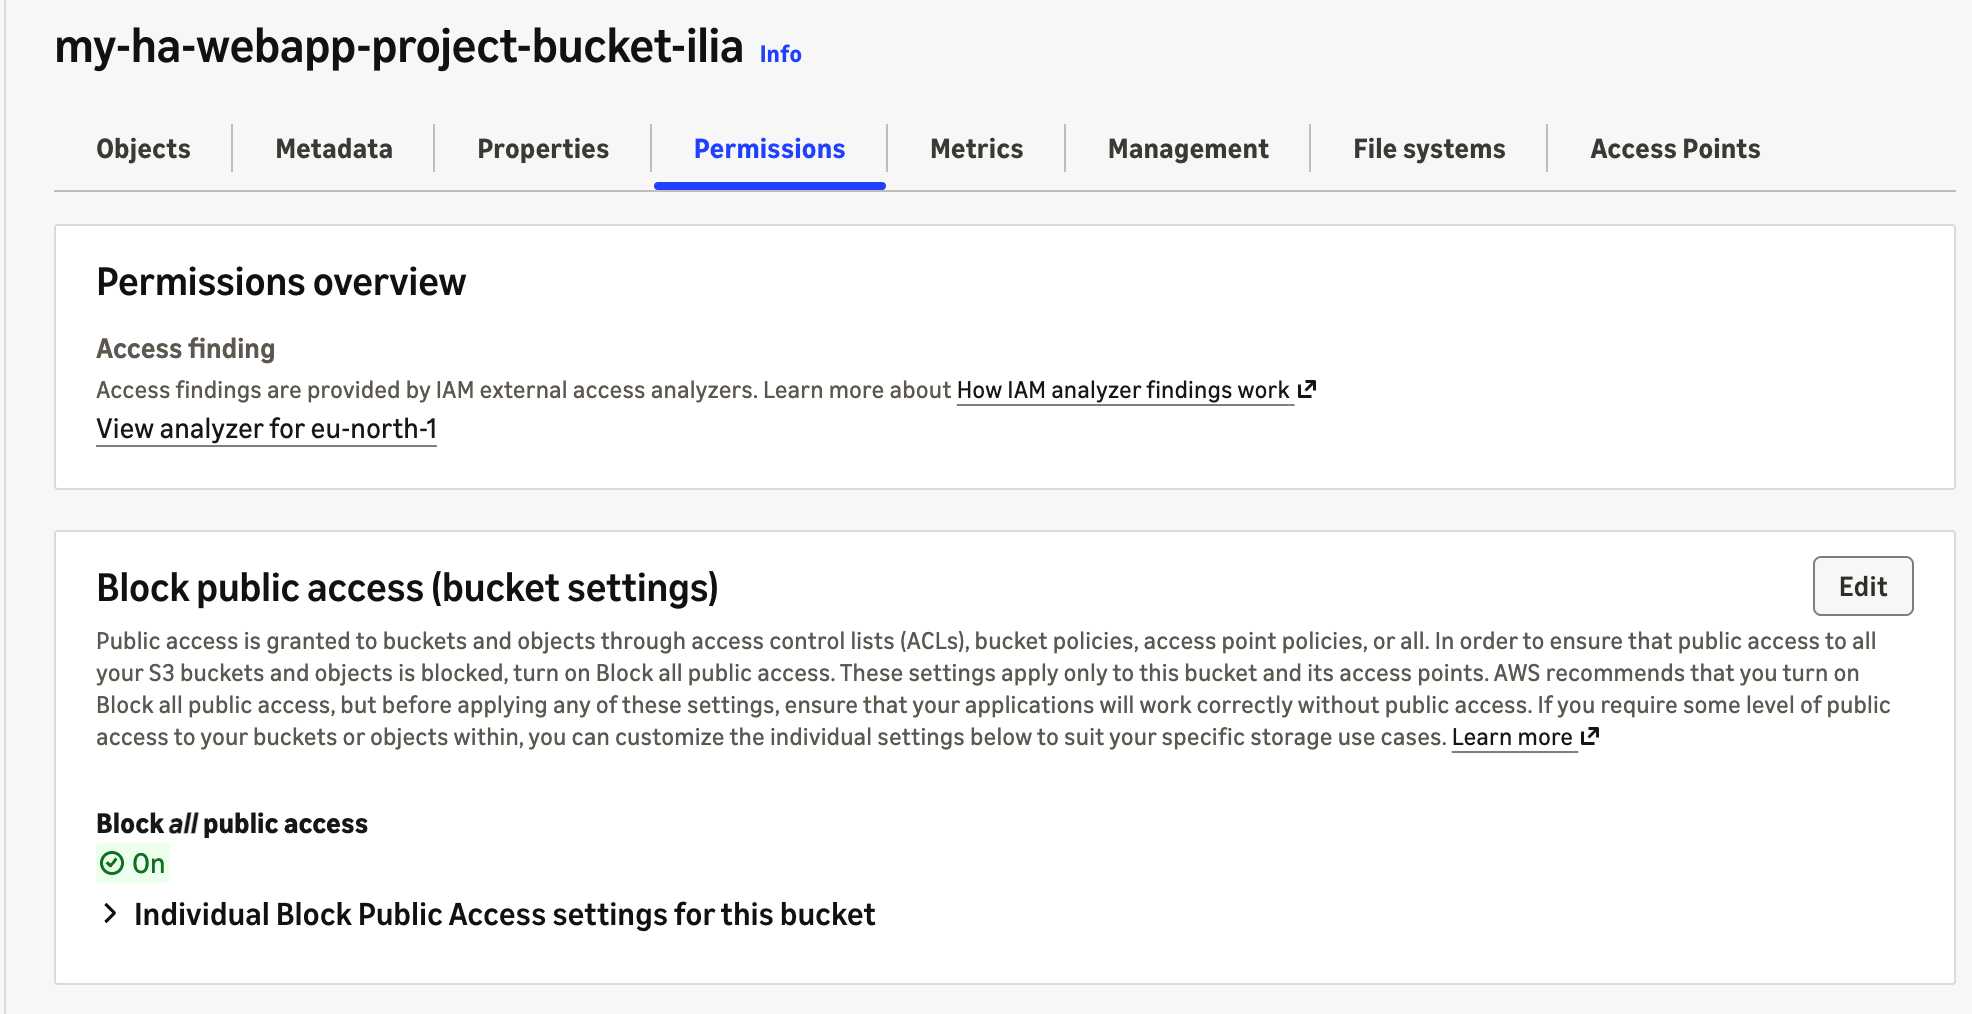 my-ha-webapp-project-bucket-ilia Info
Objects Metadata Properties Permissions Metrics Management File systems Access Points
Permissions overview
Access finding
Access findings are provided by IAM external access analyzers. Learn more about How IAM analyzer findings work
View analyzer for eu-north-1
Block public access (bucket settings)
Edit
Public access is granted to buckets and objects through access control lists (ACLs), bucket policies, access point policies, or all. In order to ensure that public access to all
your S3 buckets and objects is blocked, turn on Block all public access. These settings apply only to this bucket and its access points. AWS recommends that you turn on
Block all public access, but before applying any of these settings, ensure that your applications will work correctly without public access. If you require some level of public
access to your buckets or objects within, you can customize the individual settings below to suit your specific storage use cases. Learn more
Block all public access
On
Individual Block Public Access settings for this bucket